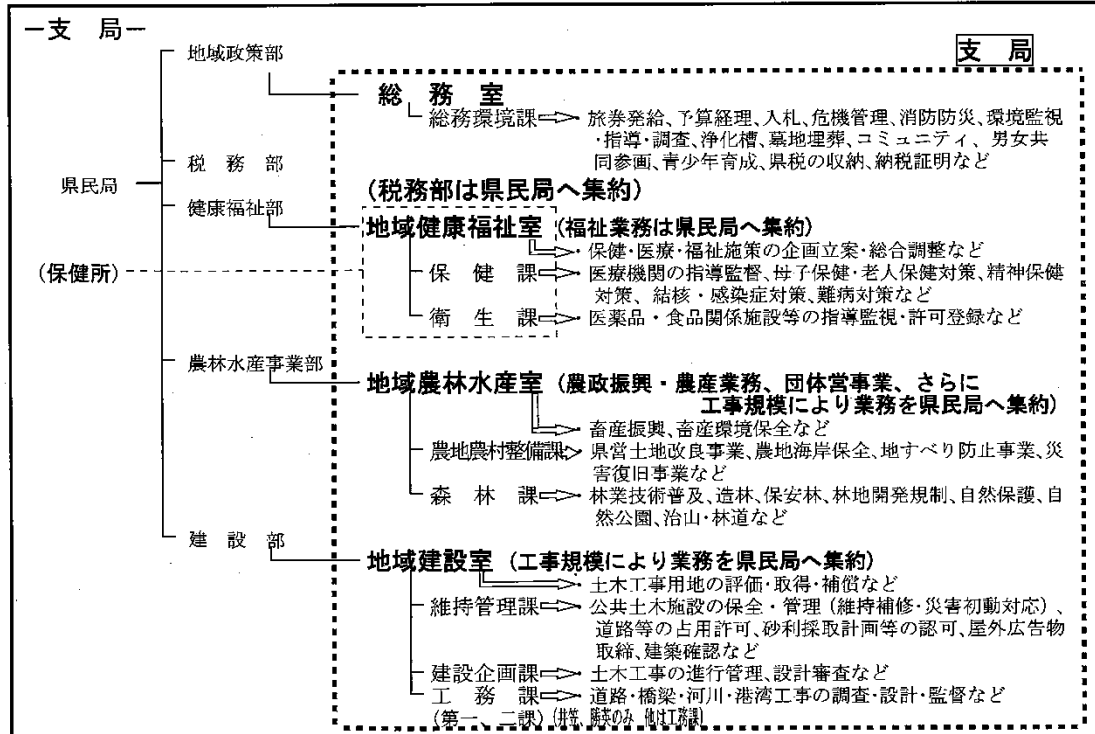 －支　局－
支　局
地域政策部
総　務　室
総務環境課
・旅券発給、予算経理、入札、危機管理、消防防災、環境監視
・指導・調査、浄化槽、墓地埋葬、コミュニティ、男女共
同参画、青少年育成、県税の収納、納税証明など
税　務　部
(税務部は県民局へ集約)
県民局
健康福祉部
地域健康福祉室 (福祉業務は県民局へ集約)
・保健・医療・福祉施策の企画立案・総合調整など
(保健所)
保　健　課
・医療機関の指導監督、母子保健・老人保健対策、精神保健
対策、結核・感染症対策、難病対策など
衛　生　課
・医薬品・食品関係施設等の指導監視・許可登録など
農林水産事業部
地域農林水産室 (農政振興・農産業務、団体営事業、さらに
工事規模により業務を県民局へ集約)
・畜産振興、畜産環境保全など
農地農村整備課
・県営土地改良事業、農地海岸保全、地すべり防止事業、災
害復旧事業など
森　林　課
・林業技術普及、造林、保安林、林地開発規制、自然保護、自
然公園、治山・林道など
建　設　部
地域建設室 (工事規模により業務を県民局へ集約)
・土木工事用地の評価・取得・補償など
維持管理課
・公共土木施設の保全・管理 (維持補修・災害初動対応)、
道路等の占用許可、砂利採取計画等の認可、屋外広告物
取締、建築確認など
建設企画課
・土木工事の進行管理、設計審査など
工　務　課
・道路・橋梁・河川・港湾工事の調査・設計・監督など
(第一、二課) (井笠、勝英のみ 他は工務課)